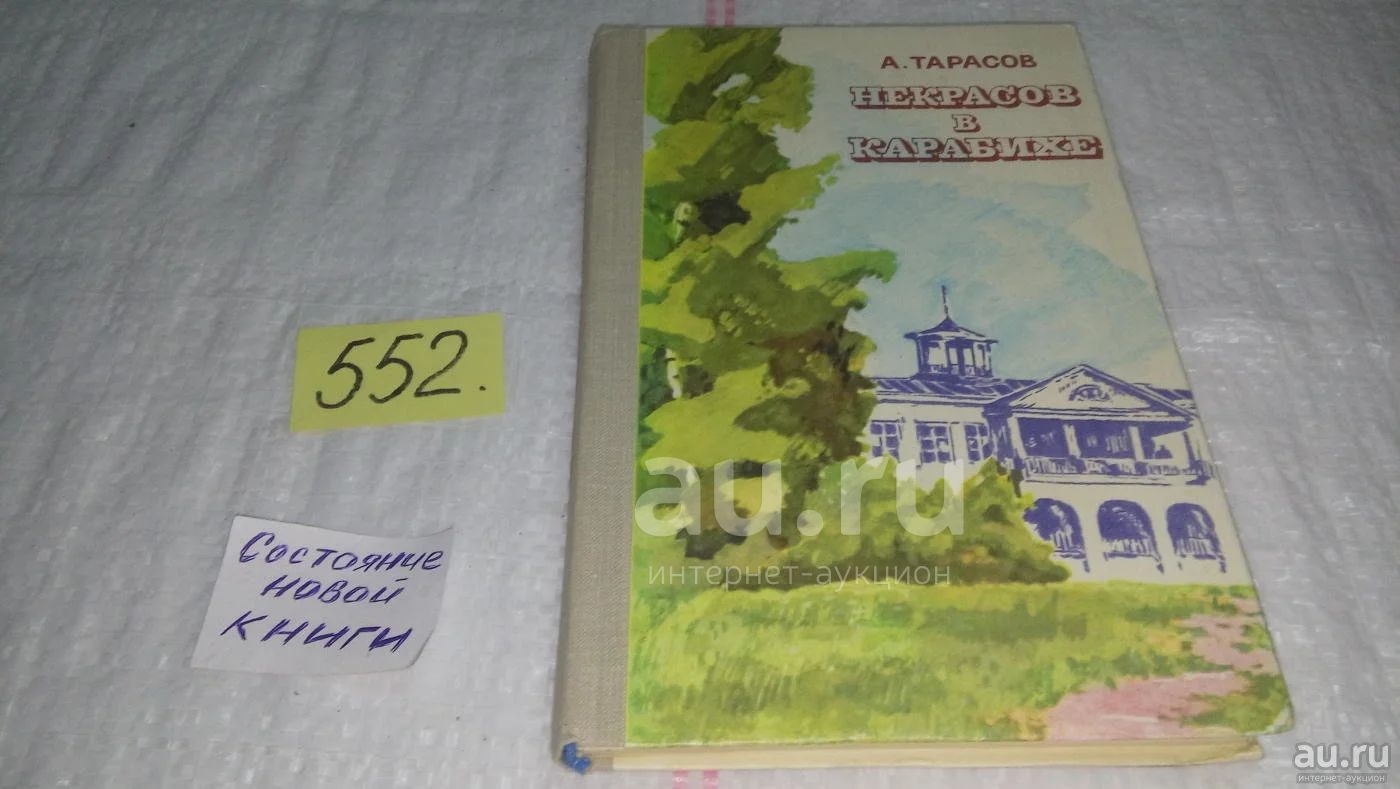 А. ТАРАСОВ
НЕКРАСОВ
В
КАРАБИХЕ
552.
Состояние
новой
книги
au.ru
интернет-аукцион
au.ru
интернет-аукцион